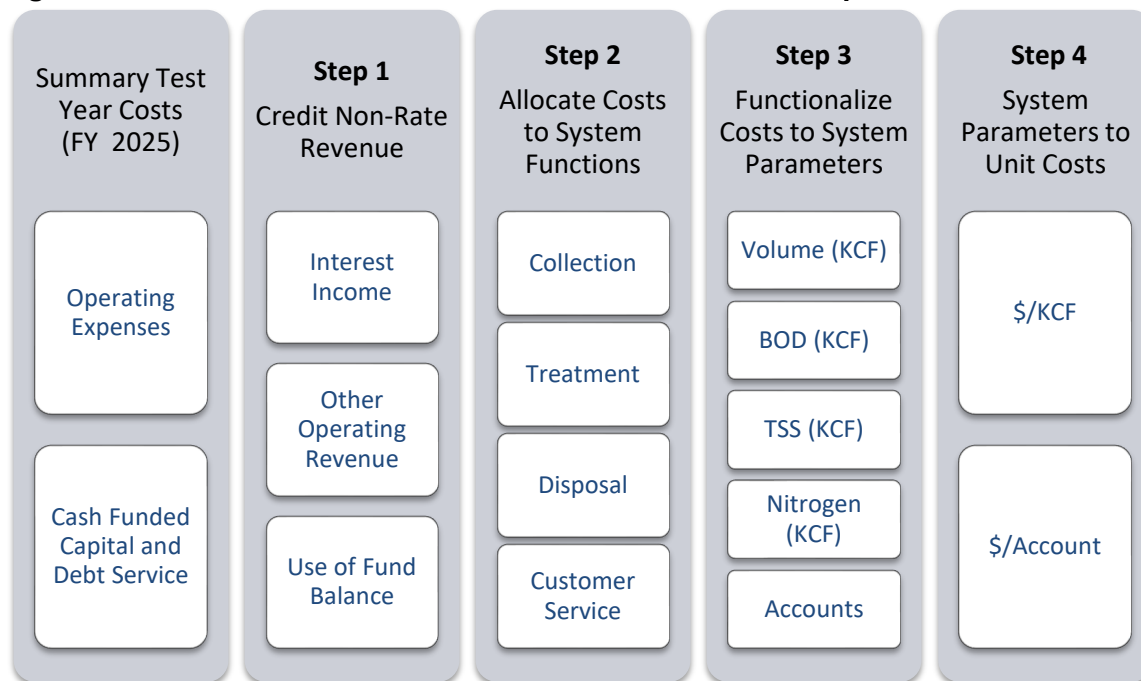 Summary Test
Year Costs
(FY 2025)
Operating
Expenses
Cash Funded
Capital and
Debt Service
Step 1
Credit Non-Rate
Revenue
Interest
Income
Other
Operating
Revenue
Use of Fund
Balance
Step 2
Allocate Costs
to System
Functions
Collection
Treatment
Disposal
Customer
Service
Step 3
Functionalize
Costs to System
Parameters
Volume (KCF)
BOD (KCF)
TSS (KCF)
Nitrogen
(KCF)
Accounts
Step 4
System
Parameters to
Unit Costs
$/KCF
$/Account